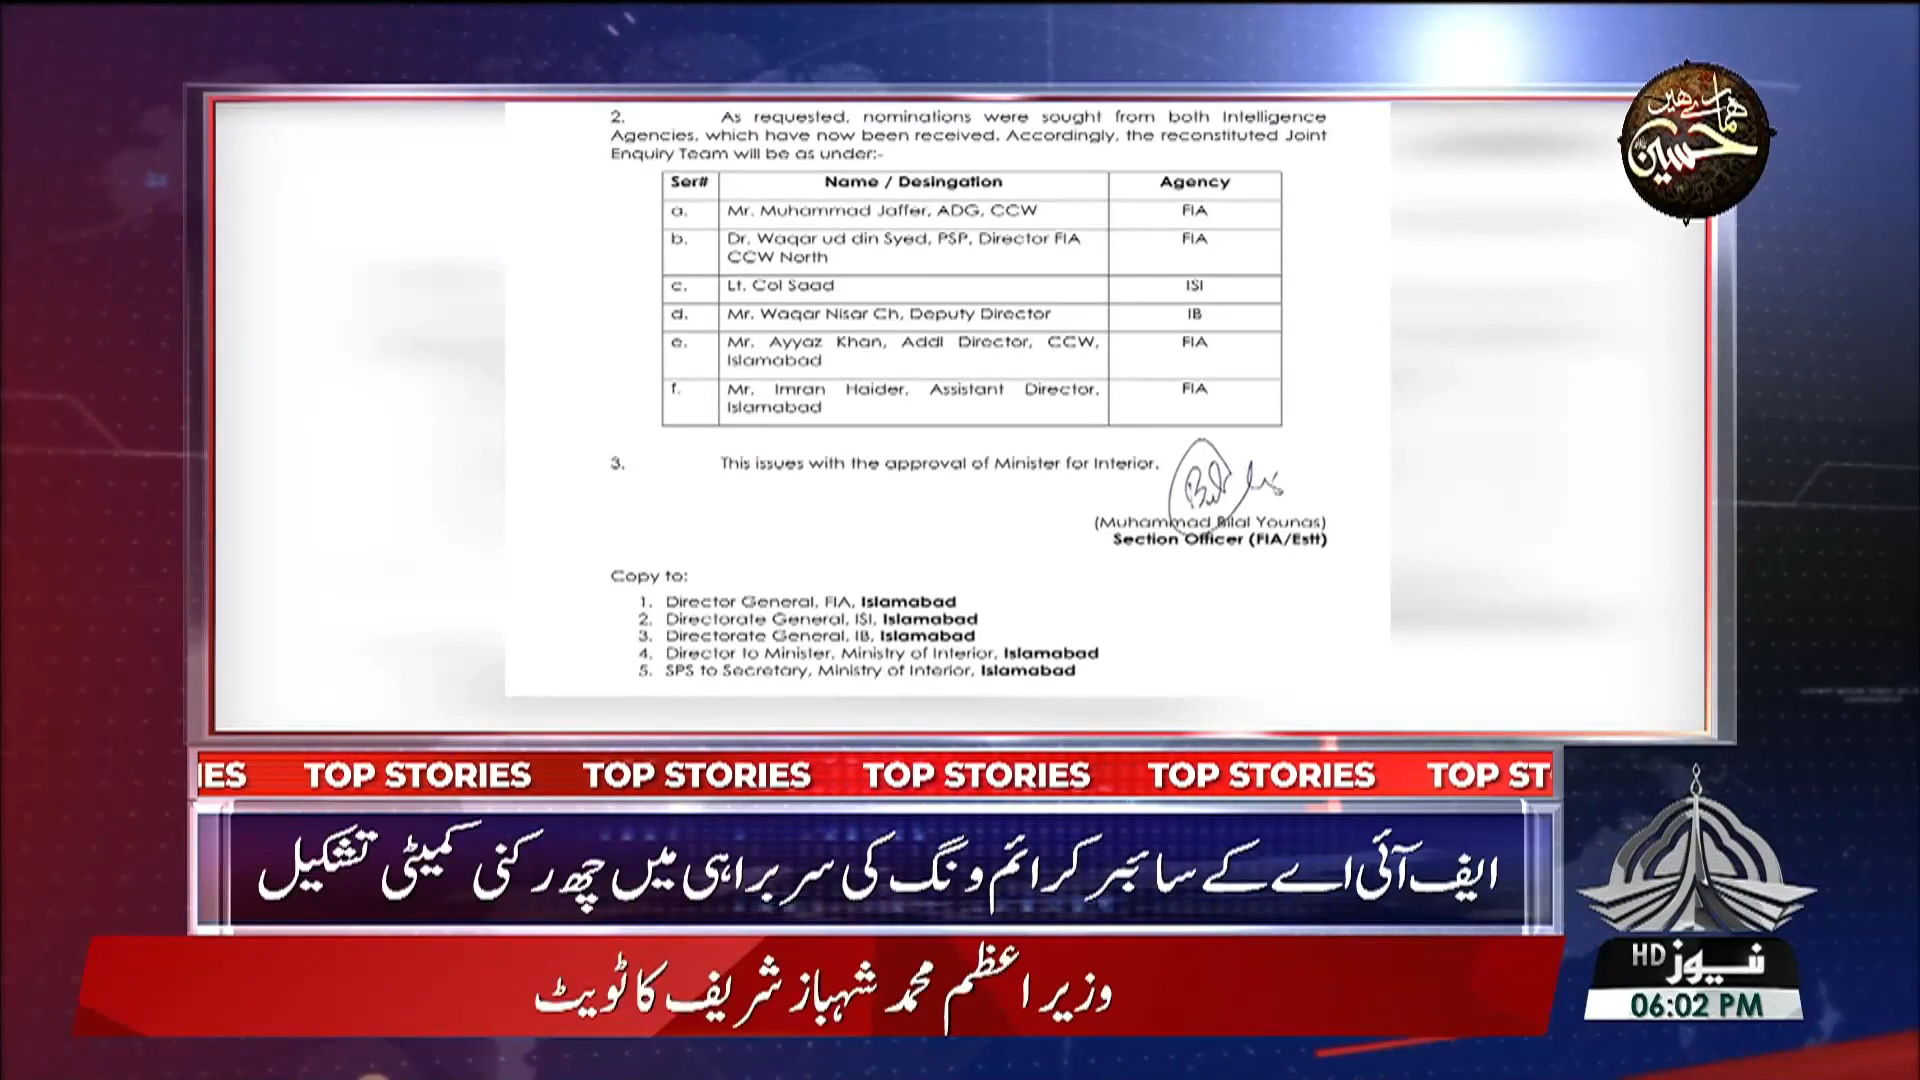 2. As requested, nominations were sought from both Intelligence
Agencies, which have now been received. Accordingly, the reconstituted Joint
Enquiry Team will be as under:-
Ser# Name / Desingation Agency
a. Mr. Muhammad Jaffer, ADG, CCW FIA
b. Dr. Waqar ud din Syed, PSP, Director FIA FIA
CCW North
c. Lt. Col Saad ISI
d. Mr. Waqar Nisar Ch, Deputy Director IB
e. Mr. Ayyaz Khan, Addl Director, CCW, FIA
Islamabad
f. Mr. Imran Haider, Assistant Director, FIA
Islamabad
3. This issues with the approval of Minister for Interior.
(Muhammad Bilal Younas)
Section Officer (FIA/Estt)
Copy to:
1. Director General, FIA, Islamabad
2. Directorate General, ISI, Islamabad
3. Directorate General, IB, Islamabad
4. Director to Minister, Ministry of Interior, Islamabad
5. SPS to Secretary, Ministry of Interior, Islamabad
ہمارے ہیں
حسین
IES TOP STORIES TOP STORIES TOP STORIES TOP STORIES TOP ST
ایف آئی اے کے سائبر کرائم ونگ کی سربراہی میں چھ رکنی کمیٹی تشکیل
وزیراعظم محمد شہباز شریف کا ٹویٹ
نیوز HD
06:02 PM